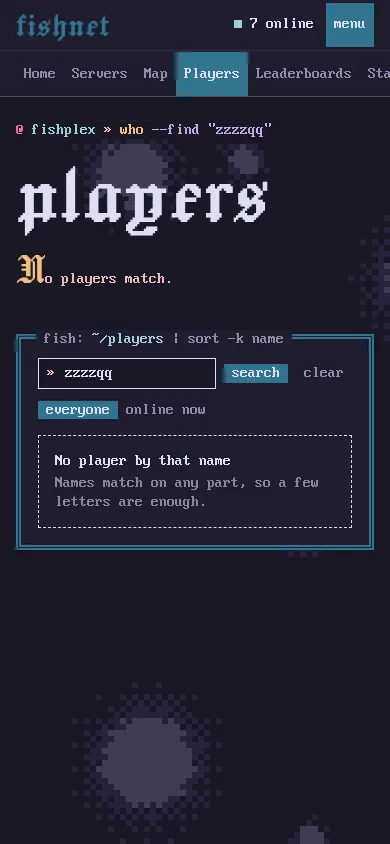 fishnet
7 online
menu
Home Servers Map Players Leaderboards Sta
@ fishplex » who --find "zzzzqq"
players
No players match.
fish: ~/players | sort -k name
» zzzzqq
search clear
everyone online now
No player by that name
Names match on any part, so a few
letters are enough.